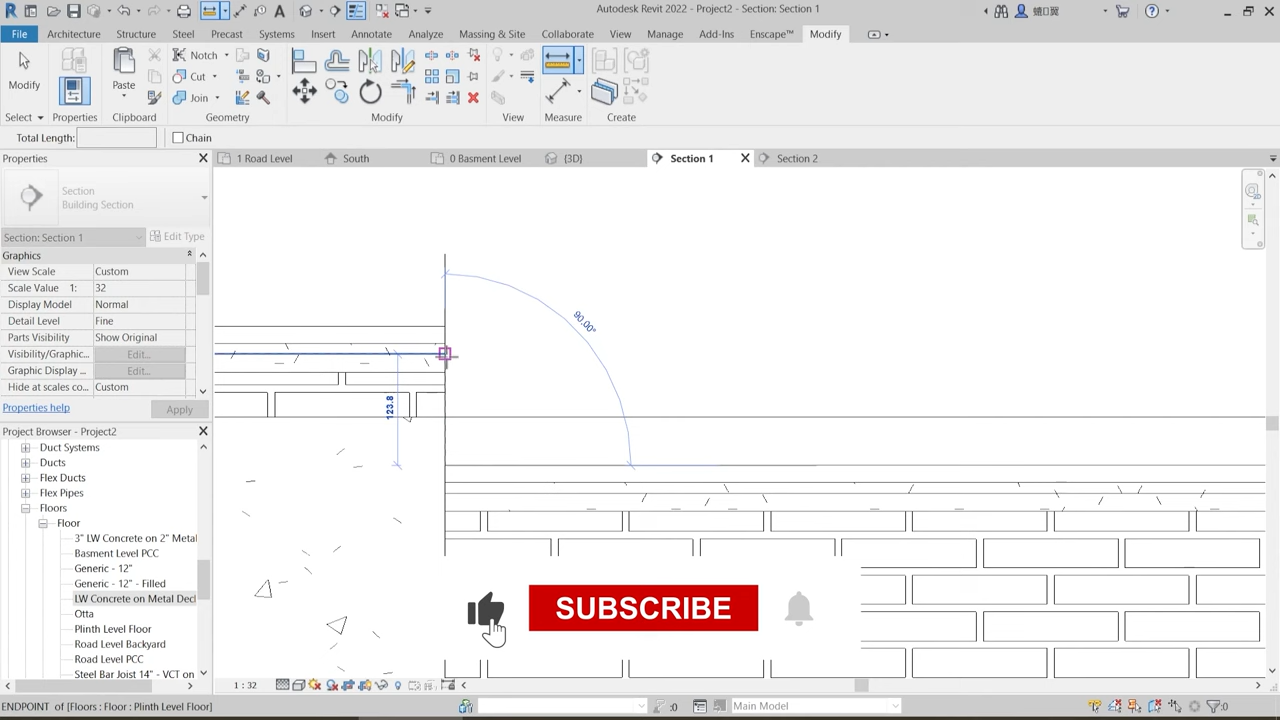 Autodesk Revit 2022 - Project2 - Section: Section 1
File Architecture Structure Steel Precast Systems Insert Annotate Analyze Massing & Site Collaborate View Manage Add-Ins Enscape™ Modify
Modify
Paste
Notch
Cut
Join
Select Properties Clipboard Geometry Modify View Measure Create
Total Length: Chain
Properties
1 Road Level South 0 Basment Level {3D} Section 1 Section 2
Section
Building Section
Section: Section 1 Edit Type
Graphics
View Scale Custom
Scale Value 1: 32
Display Model Normal
Detail Level Fine
Parts Visibility Show Original
Visibility/Graphic... Edit...
Graphic Display ... Edit...
Hide at scales co... Custom
Properties help Apply
90.00°
123.8
Project Browser - Project2
Duct Systems
Ducts
Flex Ducts
Flex Pipes
Floors
Floor
3" LW Concrete on 2" Metal
Basment Level PCC
Generic - 12"
Generic - 12" - Filled
LW Concrete on Metal Decl
Otta
Plinth Level Floor
Road Level Backyard
Road Level PCC
Steel Bar Joist 14" - VCT on
SUBSCRIBE
1 : 32
ENDPOINT of [Floors : Floor : Plinth Level Floor] :0 Main Model :0